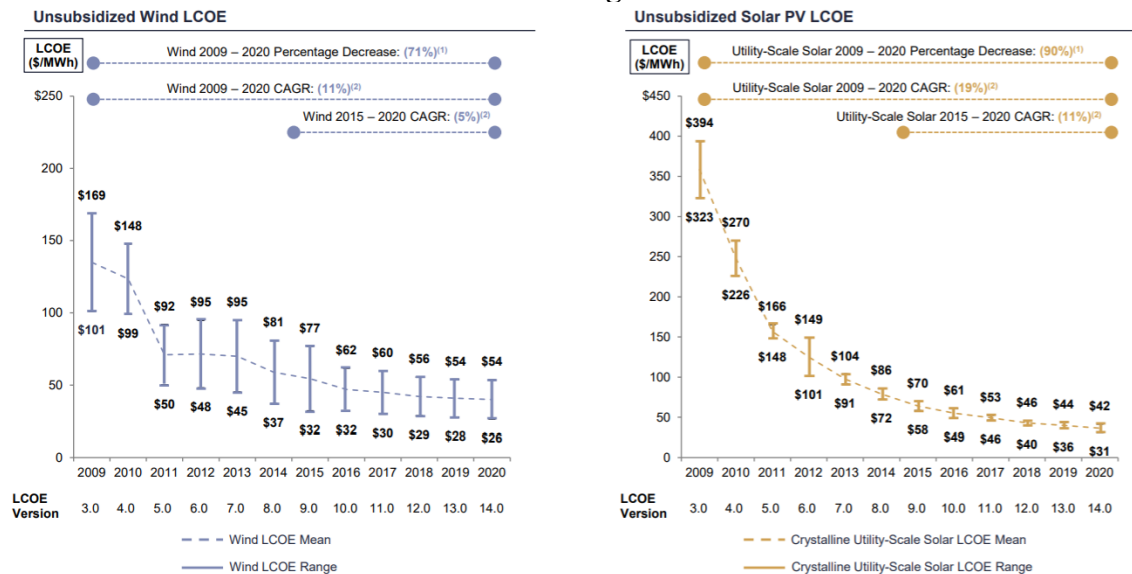 Unsubsidized Wind LCOE
LCOE
($/MWh)
Wind 2009 – 2020 Percentage Decrease: (71%)(1)
Wind 2009 – 2020 CAGR: (11%)(2)
Wind 2015 – 2020 CAGR: (5%)(2)
$250
200
150
100
50
0
$169
$148
$92
$95
$95
$81
$77
$62
$60
$56
$54
$54
$101
$99
$50
$48
$45
$37
$32
$32
$30
$29
$28
$26
2009 2010 2011 2012 2013 2014 2015 2016 2017 2018 2019 2020
LCOE
Version
3.0 4.0 5.0 6.0 7.0 8.0 9.0 10.0 11.0 12.0 13.0 14.0
Wind LCOE Mean
Wind LCOE Range
Unsubsidized Solar PV LCOE
LCOE
($/MWh)
Utility-Scale Solar 2009 – 2020 Percentage Decrease: (90%)(1)
Utility-Scale Solar 2009 – 2020 CAGR: (19%)(2)
Utility-Scale Solar 2015 – 2020 CAGR: (11%)(2)
$450
400
350
300
250
200
150
100
50
0
$394
$323
$270
$226
$166
$148
$149
$101
$104
$91
$86
$72
$70
$58
$61
$49
$53
$46
$46
$40
$44
$36
$42
$31
2009 2010 2011 2012 2013 2014 2015 2016 2017 2018 2019 2020
LCOE
Version
3.0 4.0 5.0 6.0 7.0 8.0 9.0 10.0 11.0 12.0 13.0 14.0
Crystalline Utility-Scale Solar LCOE Mean
Crystalline Utility-Scale Solar LCOE Range